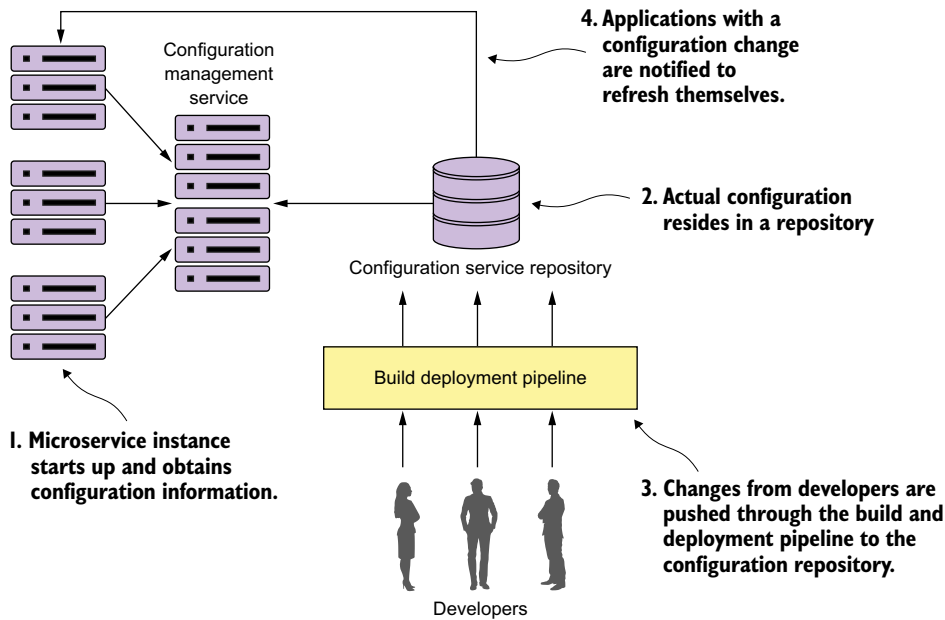 4. Applications with a
configuration change
are notified to
refresh themselves.
Configuration
management
service
2. Actual configuration
resides in a repository
Configuration service repository
Build deployment pipeline
1. Microservice instance
starts up and obtains
configuration information.
3. Changes from developers are
pushed through the build and
deployment pipeline to the
configuration repository.
Developers